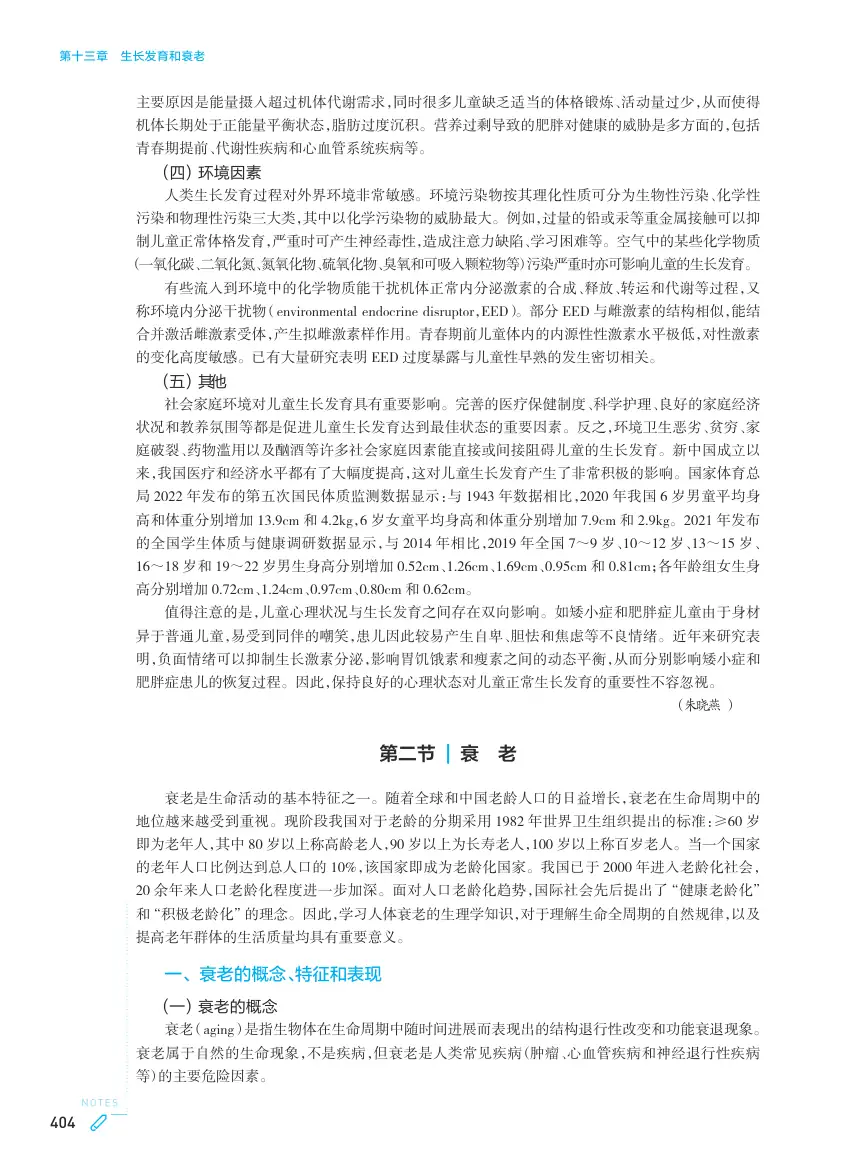 第十三章　生长发育和衰老
主要原因是能量摄入超过机体代谢需求，同时很多儿童缺乏适当的体格锻炼、活动量过少，从而使得
机体长期处于正能量平衡状态，脂肪过度沉积。营养过剩导致的肥胖对健康的威胁是多方面的，包括
青春期提前、代谢性疾病和心血管系统疾病等。
（四）环境因素
人类生长发育过程对外界环境非常敏感。环境污染物按其理化性质可分为生物性污染、化学性
污染和物理性污染三大类，其中以化学污染物的威胁最大。例如，过量的铅或汞等重金属接触可以抑
制儿童正常体格发育，严重时可产生神经毒性，造成注意力缺陷、学习困难等。空气中的某些化学物质
（一氧化碳、二氧化氮、氮氧化物、硫氧化物、臭氧和可吸入颗粒物等）污染严重时亦可影响儿童的生长发育。
有些流入到环境中的化学物质能干扰机体正常内分泌激素的合成、释放、转运和代谢等过程，又
称环境内分泌干扰物（environmental endocrine disruptor，EED）。部分 EED 与雌激素的结构相似，能结
合并激活雌激素受体，产生拟雌激素样作用。青春期前儿童体内的内源性性激素水平极低，对性激素
的变化高度敏感。已有大量研究表明 EED 过度暴露与儿童性早熟的发生密切相关。
（五）其他
社会家庭环境对儿童生长发育具有重要影响。完善的医疗保健制度、科学护理、良好的家庭经济
状况和教养氛围等都是促进儿童生长发育达到最佳状态的重要因素。反之，环境卫生恶劣、贫穷、家
庭破裂、药物滥用以及酗酒等许多社会家庭因素能直接或间接阻碍儿童的生长发育。新中国成立以
来，我国医疗和经济水平都有了大幅度提高，这对儿童生长发育产生了非常积极的影响。国家体育总
局 2022 年发布的第五次国民体质监测数据显示：与 1943 年数据相比，2020 年我国 6 岁男童平均身
高和体重分别增加 13.9cm 和 4.2kg，6 岁女童平均身高和体重分别增加 7.9cm 和 2.9kg。2021 年发布
的全国学生体质与健康调研数据显示，与 2014 年相比，2019 年全国 7～9 岁、10～12 岁、13～15 岁、
16～18 岁和 19～22 岁男生身高分别增加 0.52cm、1.26cm、1.69cm、0.95cm 和 0.81cm；各年龄组女生身
高分别增加 0.72cm、1.24cm、0.97cm、0.80cm 和 0.62cm。
值得注意的是，儿童心理状况与生长发育之间存在双向影响。如矮小症和肥胖症儿童由于身材
异于普通儿童，易受到同伴的嘲笑，患儿因此较易产生自卑、胆怯和焦虑等不良情绪。近年来研究表
明，负面情绪可以抑制生长激素分泌，影响胃饥饿素和瘦素之间的动态平衡，从而分别影响矮小症和
肥胖症患儿的恢复过程。因此，保持良好的心理状态对儿童正常生长发育的重要性不容忽视。
（朱晓燕 ）
第二节 | 衰　老
衰老是生命活动的基本特征之一。随着全球和中国老龄人口的日益增长，衰老在生命周期中的
地位越来越受到重视。现阶段我国对于老龄的分期采用 1982 年世界卫生组织提出的标准：≥60 岁
即为老年人，其中 80 岁以上称高龄老人，90 岁以上为长寿老人，100 岁以上称百岁老人。当一个国家
的老年人口比例达到总人口的 10%，该国家即成为老龄化国家。我国已于 2000 年进入老龄化社会，
20 余年来人口老龄化程度进一步加深。面对人口老龄化趋势，国际社会先后提出了“健康老龄化”
和“积极老龄化”的理念。因此，学习人体衰老的生理学知识，对于理解生命全周期的自然规律，以及
提高老年群体的生活质量均具有重要意义。
一、衰老的概念、特征和表现
（一）衰老的概念
衰老（aging）是指生物体在生命周期中随时间进展而表现出的结构退行性改变和功能衰退现象。
衰老属于自然的生命现象，不是疾病，但衰老是人类常见疾病（肿瘤、心血管疾病和神经退行性疾病
等）的主要危险因素。
NOTES
404